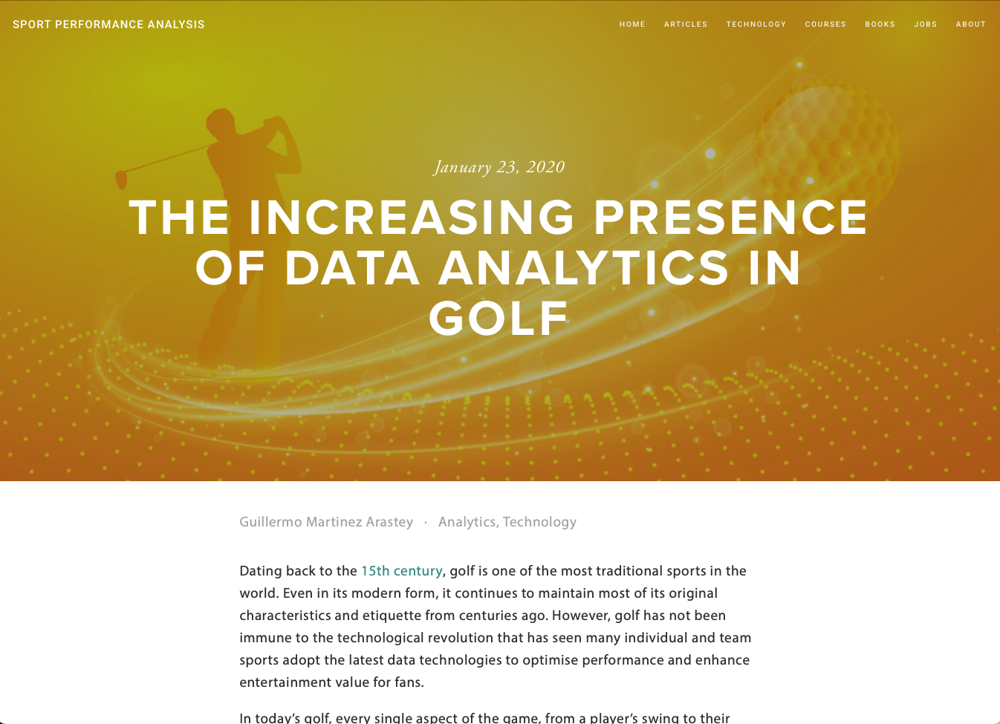 SPORT PERFORMANCE ANALYSIS
HOME ARTICLES TECHNOLOGY COURSES BOOKS JOBS ABOUT
January 23, 2020
THE INCREASING PRESENCE
OF DATA ANALYTICS IN
GOLF
Guillermo Martinez Arastey · Analytics, Technology
Dating back to the 15th century, golf is one of the most traditional sports in the
world. Even in its modern form, it continues to maintain most of its original
characteristics and etiquette from centuries ago. However, golf has not been
immune to the technological revolution that has seen many individual and team
sports adopt the latest data technologies to optimise performance and enhance
entertainment value for fans.
In today’s golf, every single aspect of the game, from a player’s swing to their